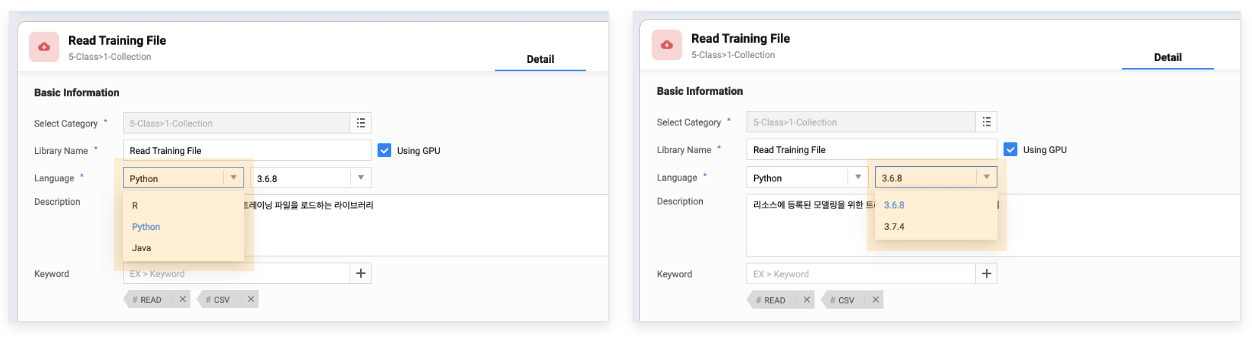 Read Training File
5-Class>1-Collection
Detail
Basic Information
Select Category *
5-Class>1-Collection
Library Name *
Read Training File
Using GPU
Language *
Python
3.6.8
R
Python
Java
Description
트레이닝 파일을 로드하는 라이브러리
Keyword
EX > Keyword
# READ
# CSV
Read Training File
5-Class>1-Collection
Detail
Basic Information
Select Category *
5-Class>1-Collection
Library Name *
Read Training File
Using GPU
Language *
Python
3.6.8
3.6.8
3.7.4
Description
리소스에 등록된 모델링을 위한
Keyword
EX > Keyword
# READ
# CSV